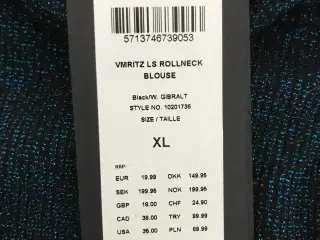 5713746739053
VMRITZ LS ROLLNECK
BLOUSE
Black/W. GIBRALT
STYLE NO. 10201736
SIZE / TAILLE
XL
RRP:
EUR 19.99 DKK 149.95
SEK 199.95 NOK 199.95
GBP 18.00 CHF 24.90
CAD 36.00 TRY 99.99
USA 36.00 PLN 89.99